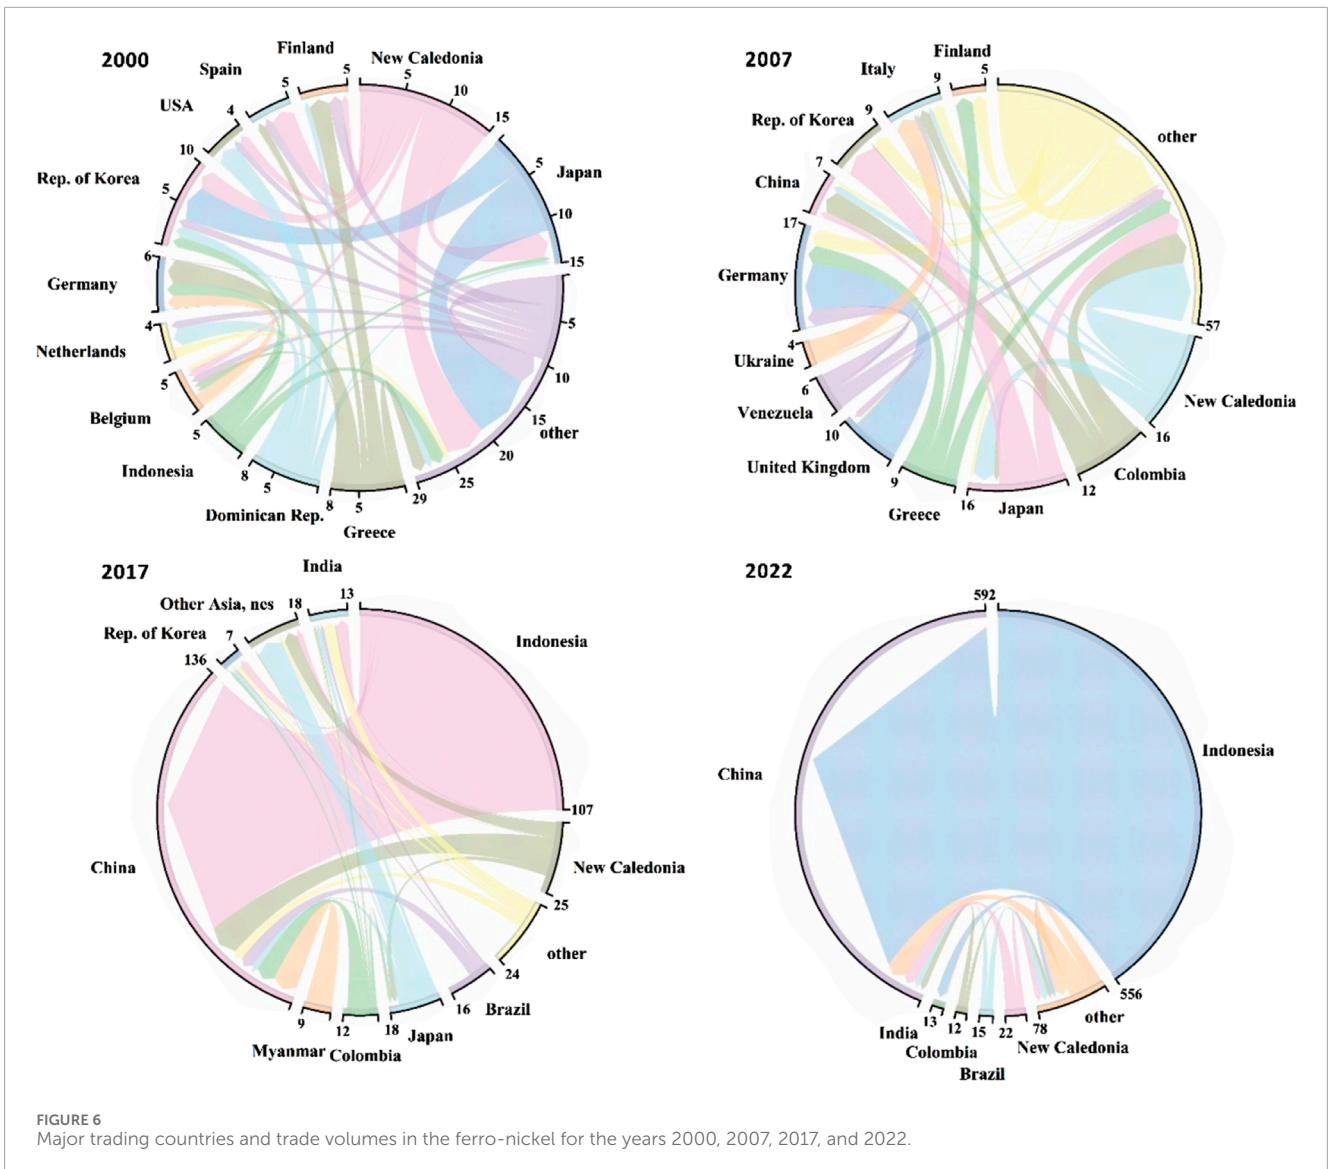 2000
Finland
5
New Caledonia
5
10
15
Spain
5
USA
4
Rep. of Korea
10
5
Japan
5
10
15
Germany
6
Netherlands
4
Belgium
5
Indonesia
5
Dominican Rep.
8
5
Greece
8
5
other
5
10
15
20
25
29
2007
Finland
5
Italy
9
Rep. of Korea
9
China
7
Germany
17
Ukraine
4
Venezuela
6
United Kingdom
10
Greece
9
Japan
16
Colombia
12
New Caledonia
16
other
57
2017
India
13
Other Asia, nes
18
Rep. of Korea
7
China
136
Indonesia
107
New Caledonia
25
other
24
Brazil
16
Japan
18
Colombia
12
Myanmar
9
2022
592
China
Indonesia
556
other
78
New Caledonia
22
Brazil
15
Colombia
12
India
13
FIGURE 6
Major trading countries and trade volumes in the ferro-nickel for the years 2000, 2007, 2017, and 2022.